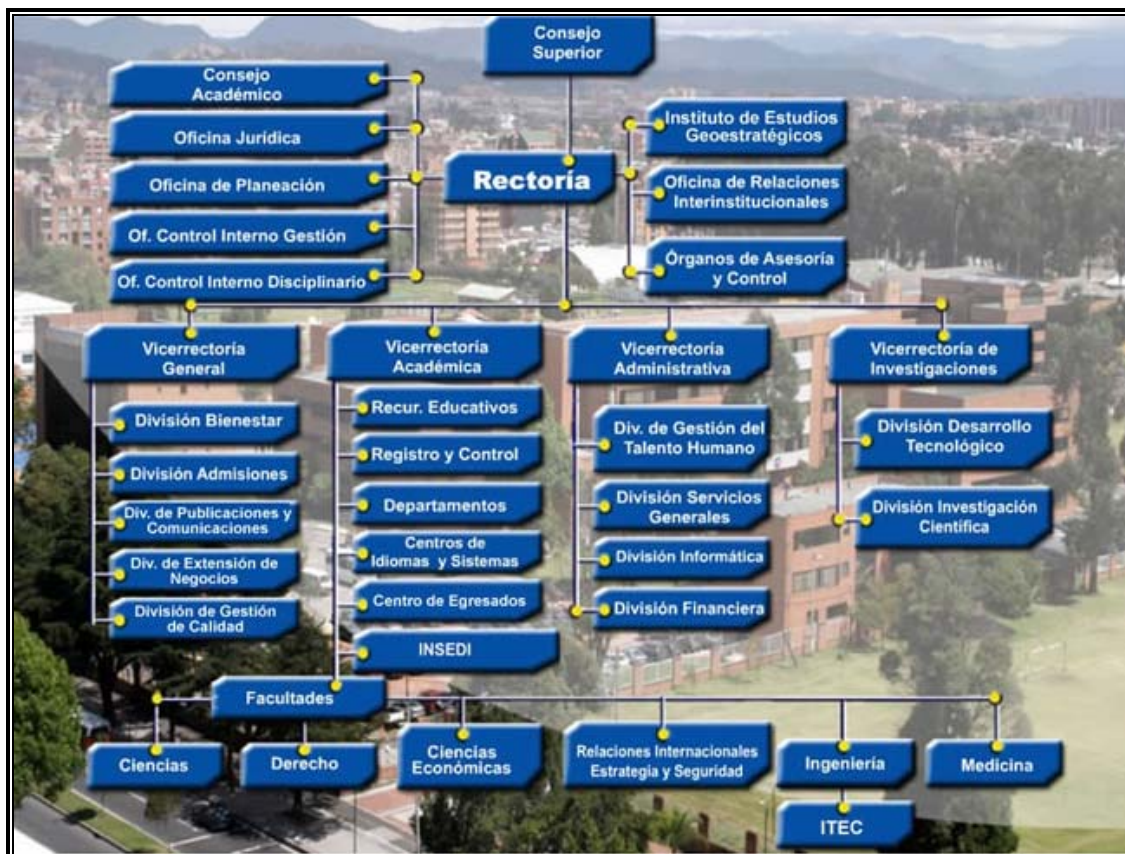 Consejo
Superior
Consejo
Académico
Oficina Jurídica
Oficina de Planeación
Of. Control Interno Gestión
Of. Control Interno Disciplinario
Rectoría
Instituto de Estudios
Geoestratégicos
Oficina de Relaciones
Interinstitucionales
Órganos de Asesoría
y Control
Vicerrectoría
General
División Bienestar
División Admisiones
Div. de Publicaciones y
Comunicaciones
Div. de Extensión de
Negocios
División de Gestión
de Calidad
Vicerrectoría
Académica
Recur. Educativos
Registro y Control
Departamentos
Centros de
Idiomas y Sistemas
Centro de Egresados
INSEDI
Vicerrectoría
Administrativa
Div. de Gestión del
Talento Humano
División Servicios
Generales
División Informática
División Financiera
Vicerrectoría de
Investigaciones
División Desarrollo
Tecnológico
División Investigación
Científica
Facultades
Ciencias
Derecho
Ciencias
Económicas
Relaciones Internacionales
Estrategia y Seguridad
Ingeniería
Medicina
ITEC